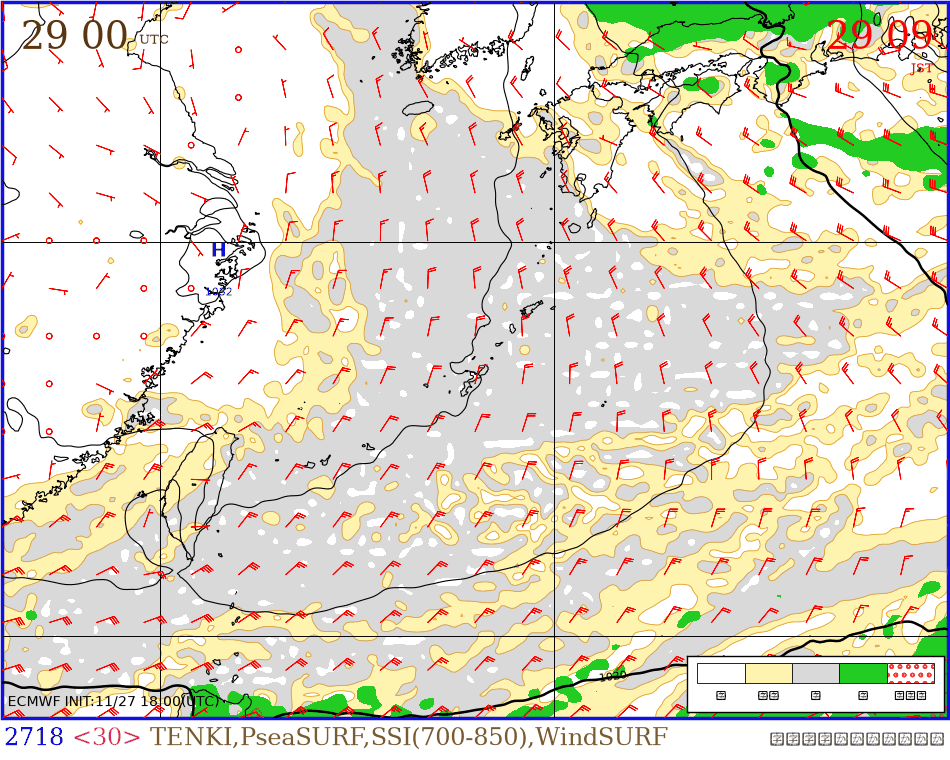 29 00 UTC
29 09 JST
H
1032
1020
ECMWF INIT:11/27 18:00(UTC)
2718 <30> TENKI,PseaSURF,SSI(700-850),WindSURF